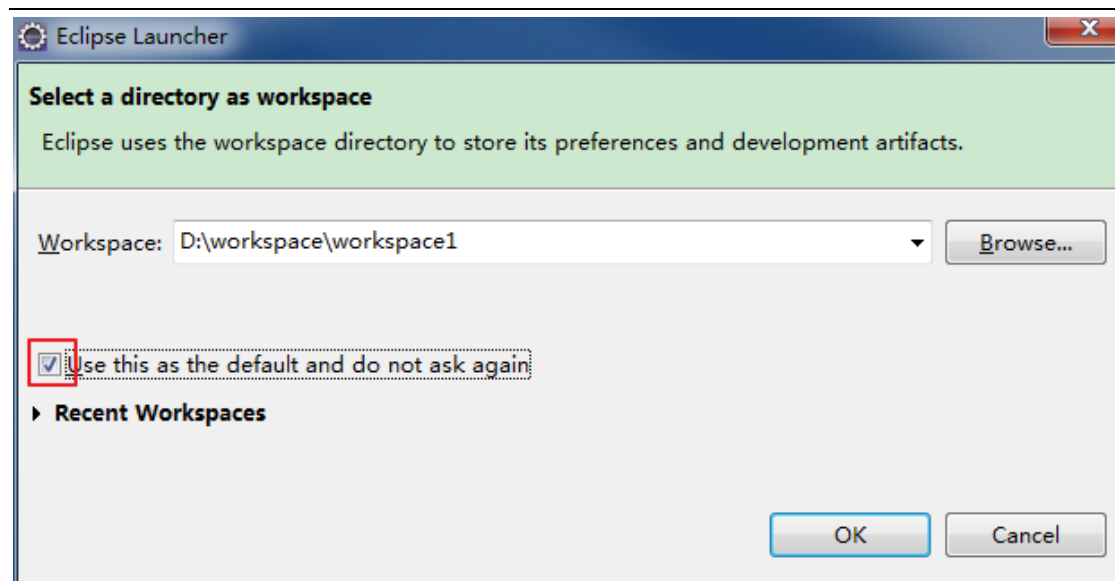 Eclipse Launcher
Select a directory as workspace
Eclipse uses the workspace directory to store its preferences and development artifacts.
Workspace: D:\workspace\workspace1 Browse...
Use this as the default and do not ask again
Recent Workspaces
OK Cancel